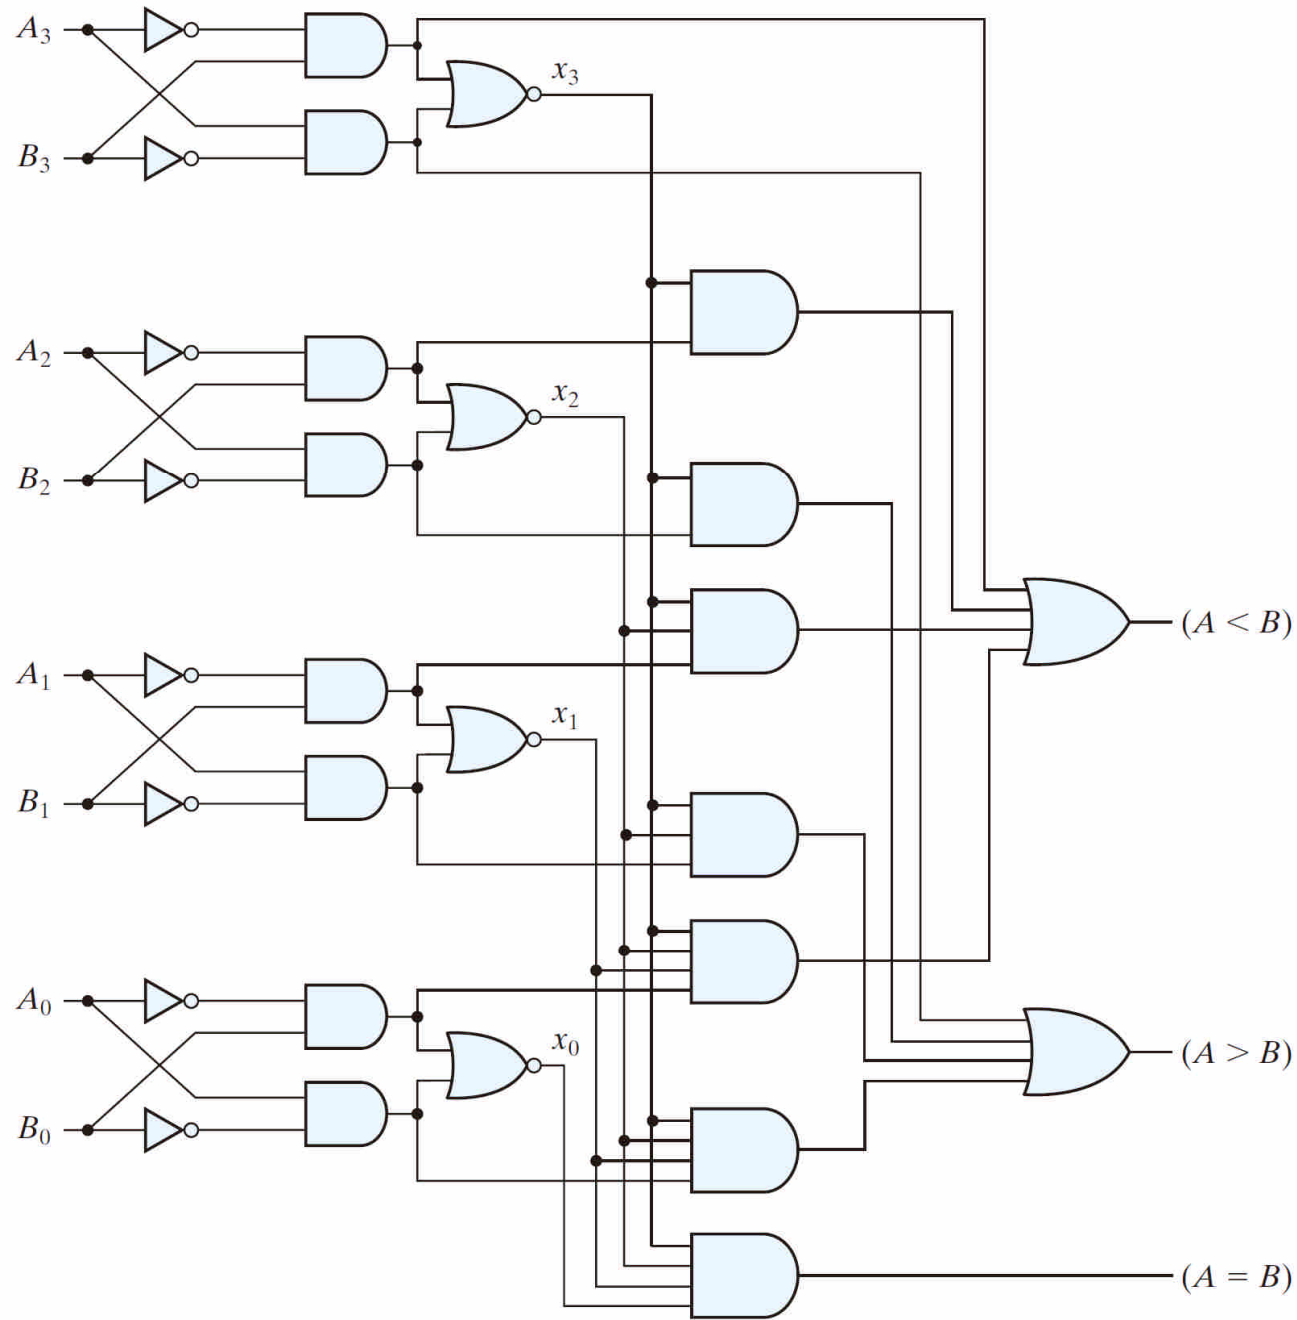 A₃
x₃
B₃
A₂
x₂
B₂
(A < B)
A₁
x₁
B₁
A₀
x₀
(A > B)
B₀
(A = B)